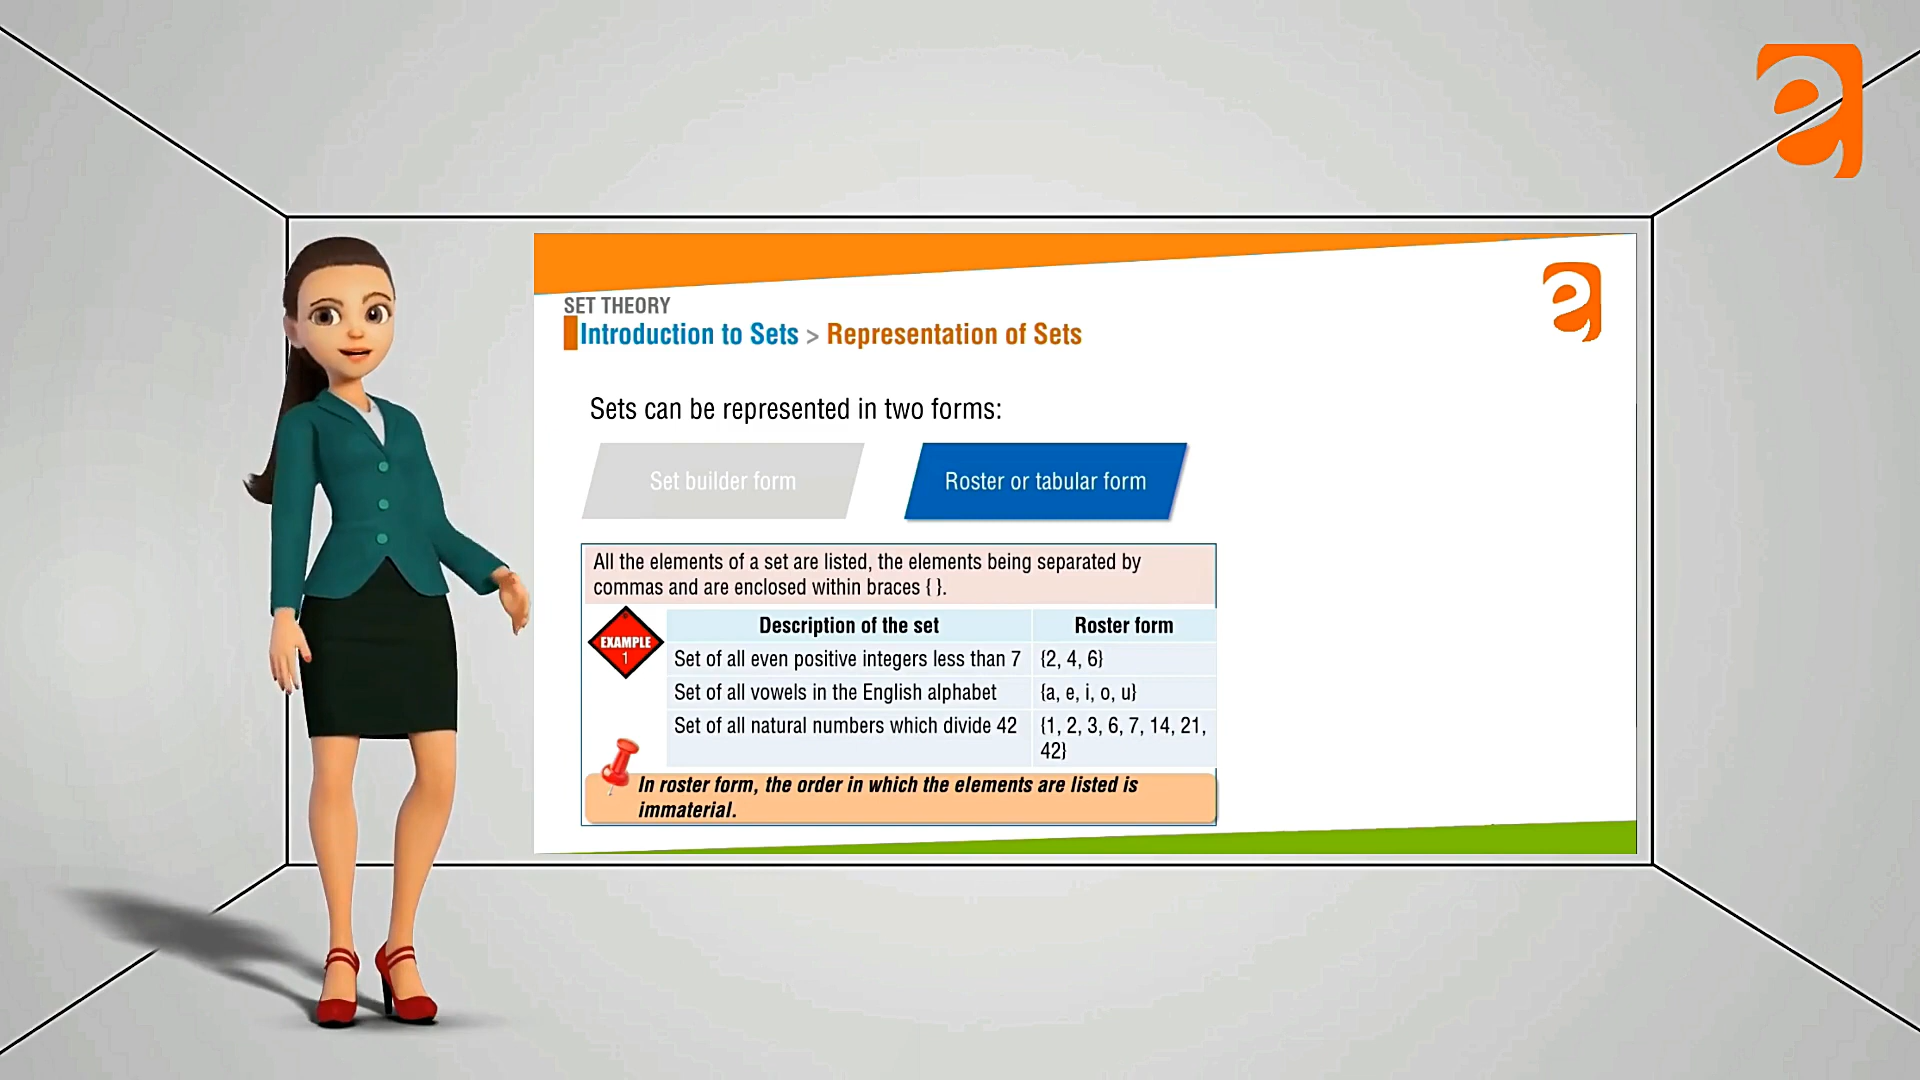 SET THEORY
Introduction to Sets > Representation of Sets
Sets can be represented in two forms:
Set builder form
Roster or tabular form
All the elements of a set are listed, the elements being separated by
commas and are enclosed within braces { }.
EXAMPLE
1
Description of the set
Roster form
Set of all even positive integers less than 7
{2, 4, 6}
Set of all vowels in the English alphabet
{a, e, i, o, u}
Set of all natural numbers which divide 42
{1, 2, 3, 6, 7, 14, 21,
42}
In roster form, the order in which the elements are listed is
immaterial.